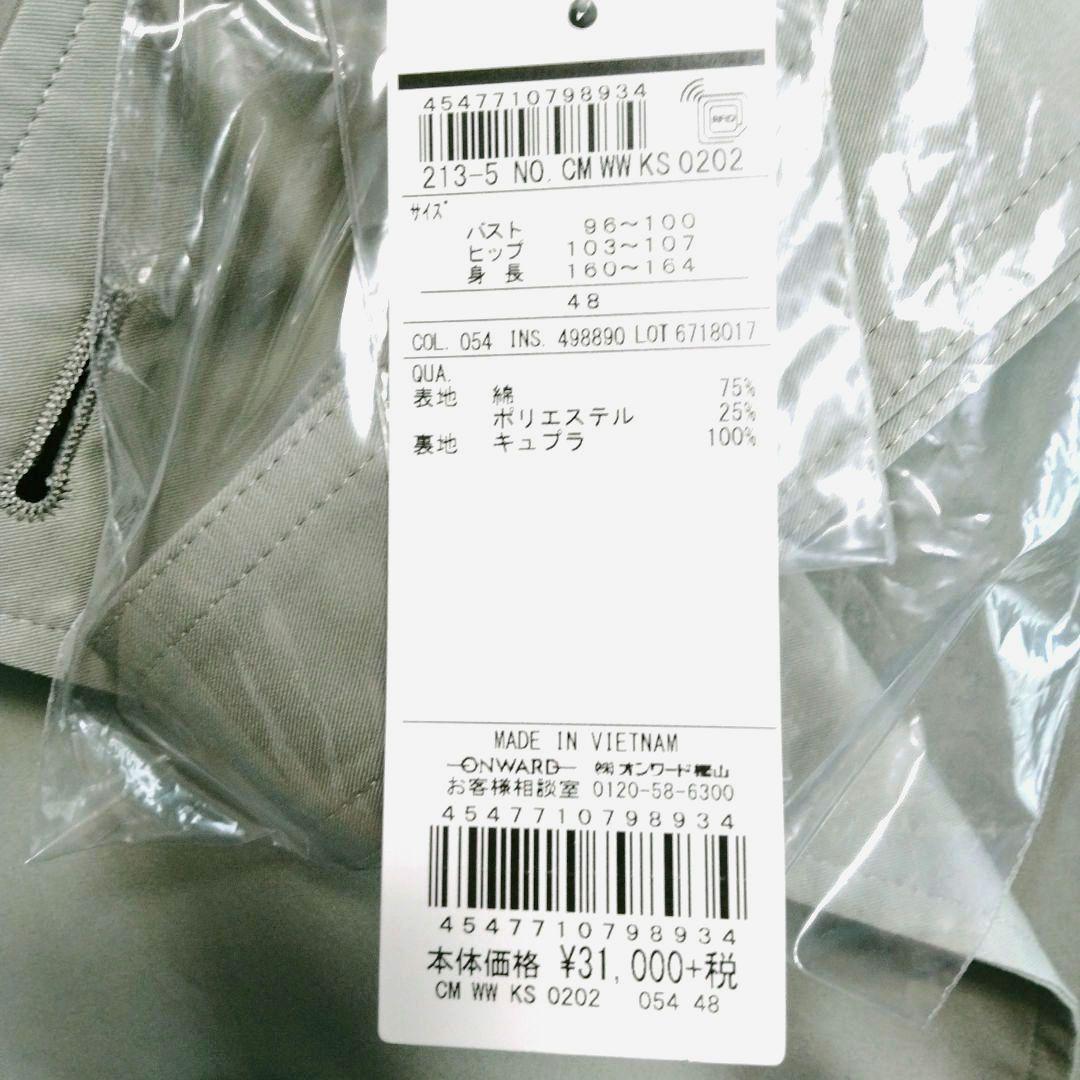 4547710798934
RFID
213-5 NO. CM WW KS 0202
サイズ
バスト 96～100
ヒップ 103～107
身長 160～164
48
COL. 054 INS. 498890 LOT 6718017
QUA.
表地 綿 75%
ポリエステル 25%
裏地 キュプラ 100%
MADE IN VIETNAM
ONWARD ㈱オンワード樫山
お客様相談室 0120-58-6300
4547710798934
4547710798934
本体価格 ¥31,000+税
CM WW KS 0202 054 48